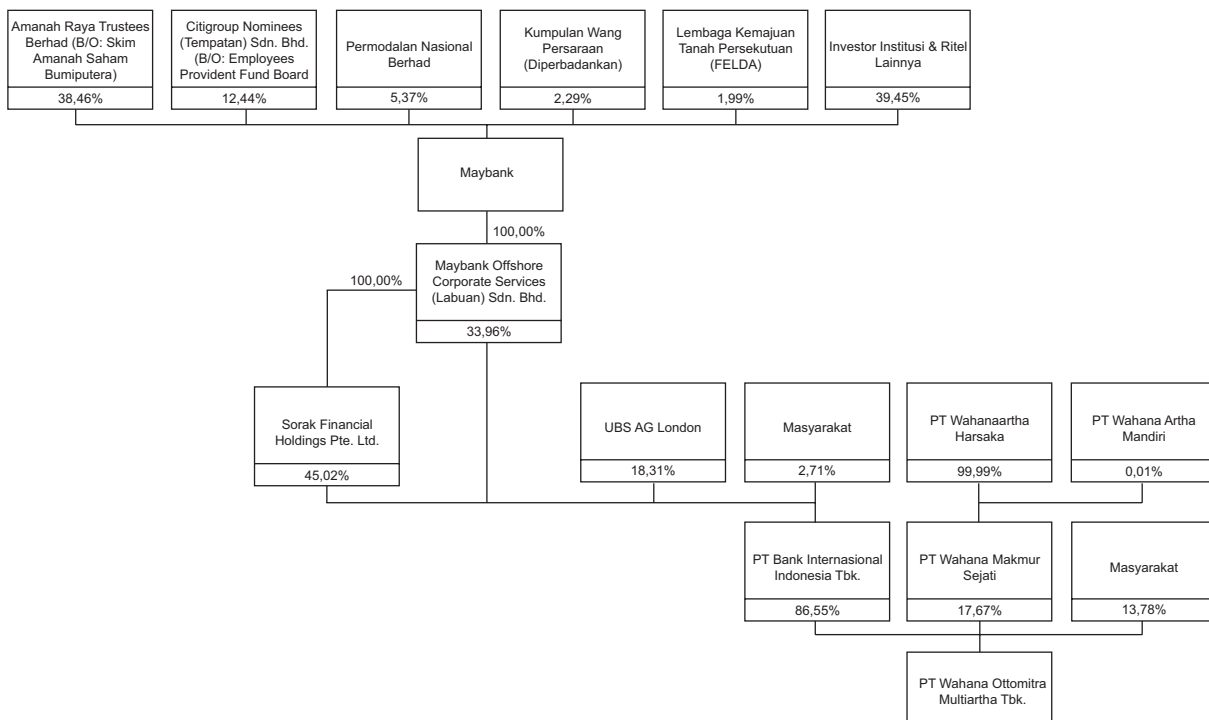 Amanah Raya Trustees
Berhad (B/O: Skim
Amanah Saham
Bumiputera)
38,46%
Citigroup Nominees
(Tempatan) Sdn. Bhd.
(B/O: Employees
Provident Fund Board
12,44%
Permodalan Nasional
Berhad
5,37%
Kumpulan Wang
Persaraan
(Diperbadankan)
2,29%
Lembaga Kemajuan
Tanah Persekutuan
(FELDA)
1,99%
Investor Institusi & Ritel
Lainnya
39,45%
Maybank
100,00%
Maybank Offshore
Corporate Services
(Labuan) Sdn. Bhd.
33,96%
100,00%
Sorak Financial
Holdings Pte. Ltd.
45,02%
UBS AG London
18,31%
Masyarakat
2,71%
PT Wahanaartha
Harsaka
99,99%
PT Wahana Artha
Mandiri
0,01%
PT Bank Internasional
Indonesia Tbk.
86,55%
PT Wahana Makmur
Sejati
17,67%
Masyarakat
13,78%
PT Wahana Ottomitra
Multiartha Tbk.